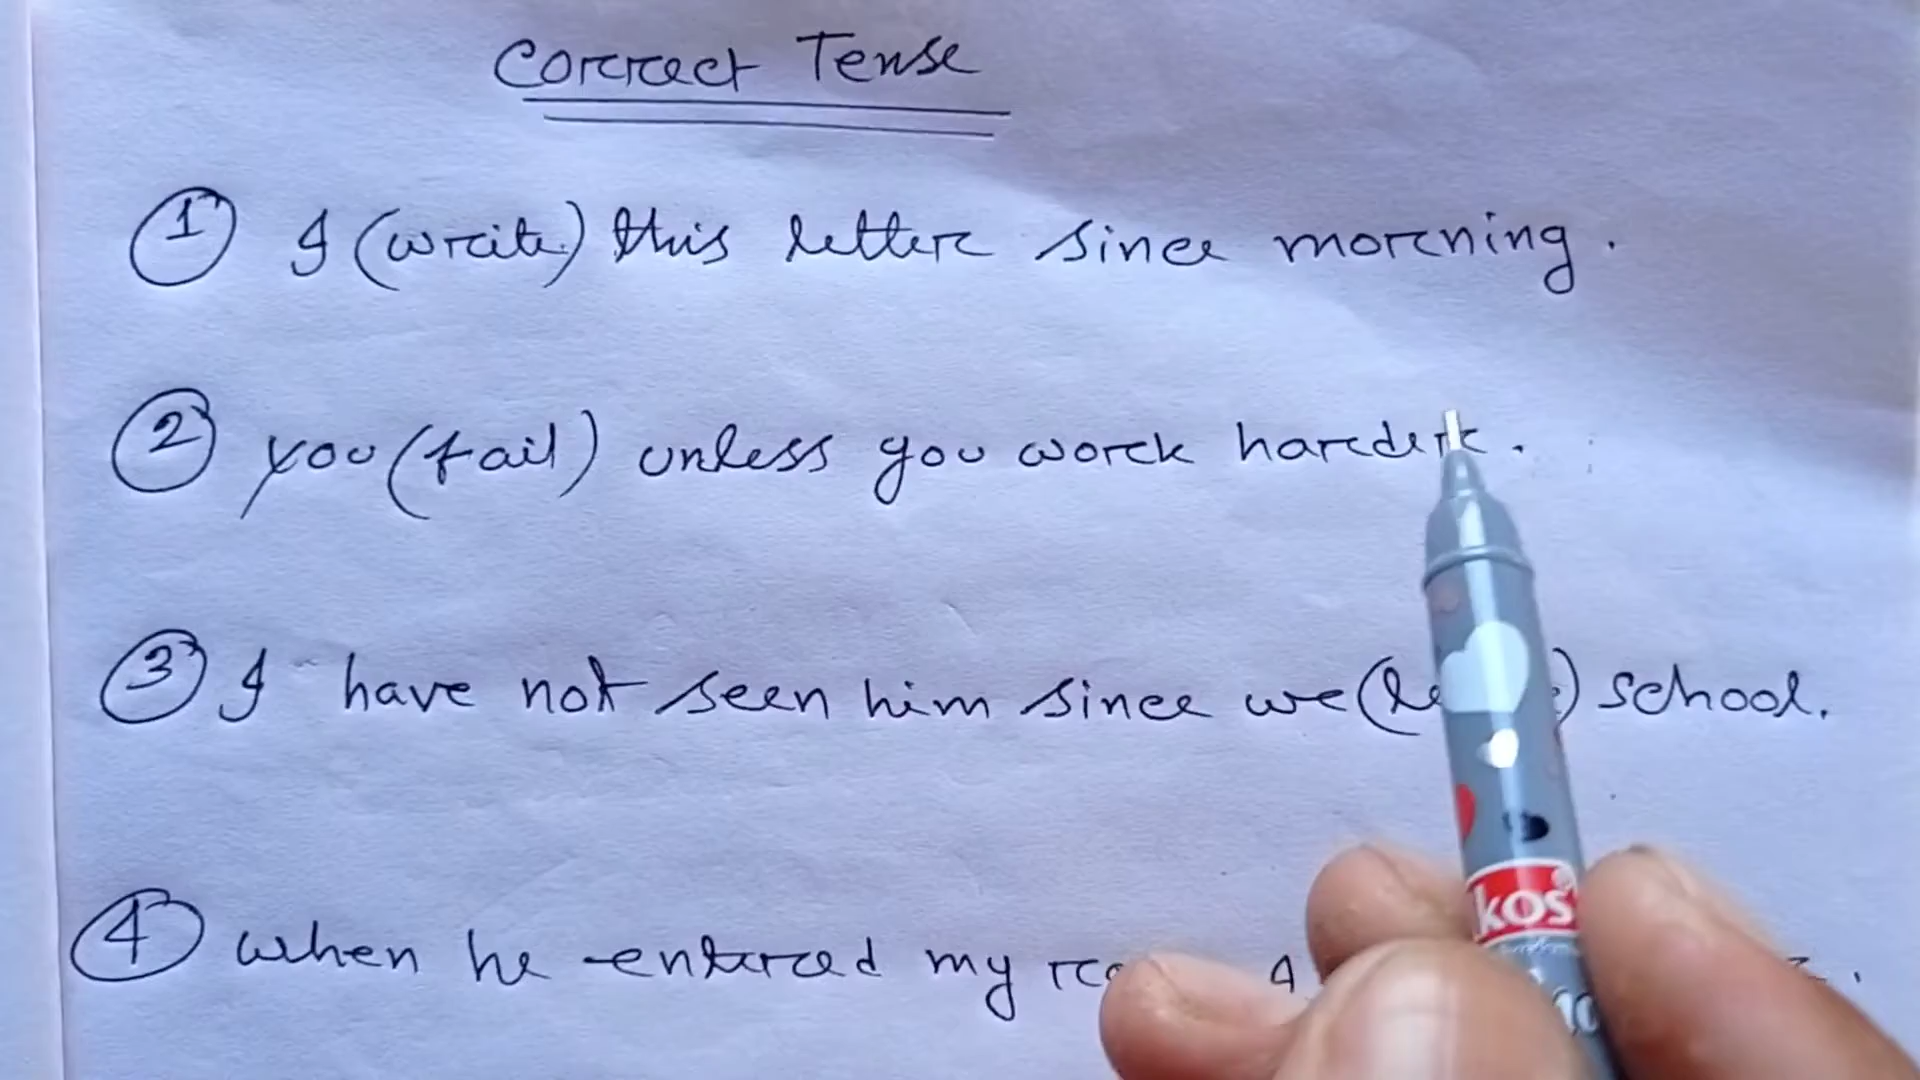 Correct Tense
① I (write) this letter since morning.
② You (fail) unless you work harder.
③ I have not seen him since we school.
④ when he entered my
kos